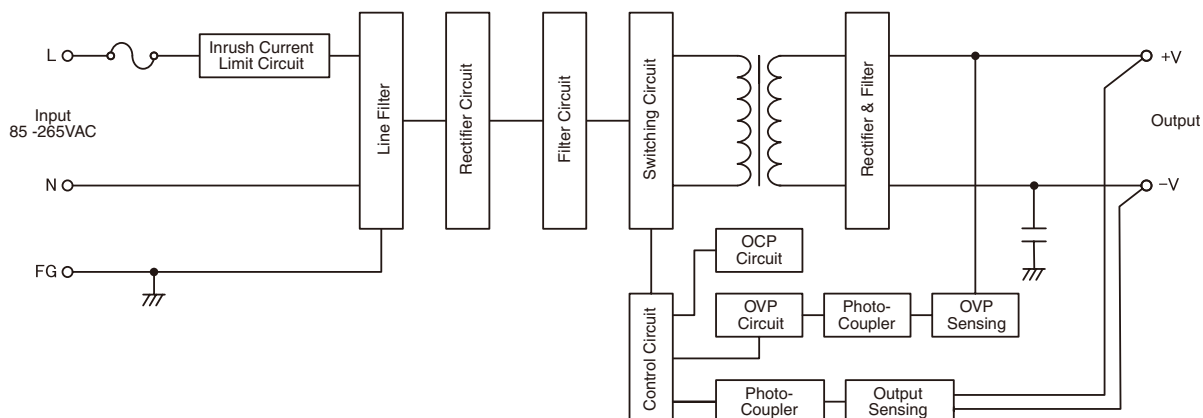 L
Inrush Current
Limit Circuit
Input
85 -265VAC
N
FG
Line Filter
Rectifier Circuit
Filter Circuit
Switching Circuit
Rectifier & Filter
+V
Output
−V
OCP
Circuit
Control Circuit
OVP
Circuit
Photo-
Coupler
OVP
Sensing
Photo-
Coupler
Output
Sensing